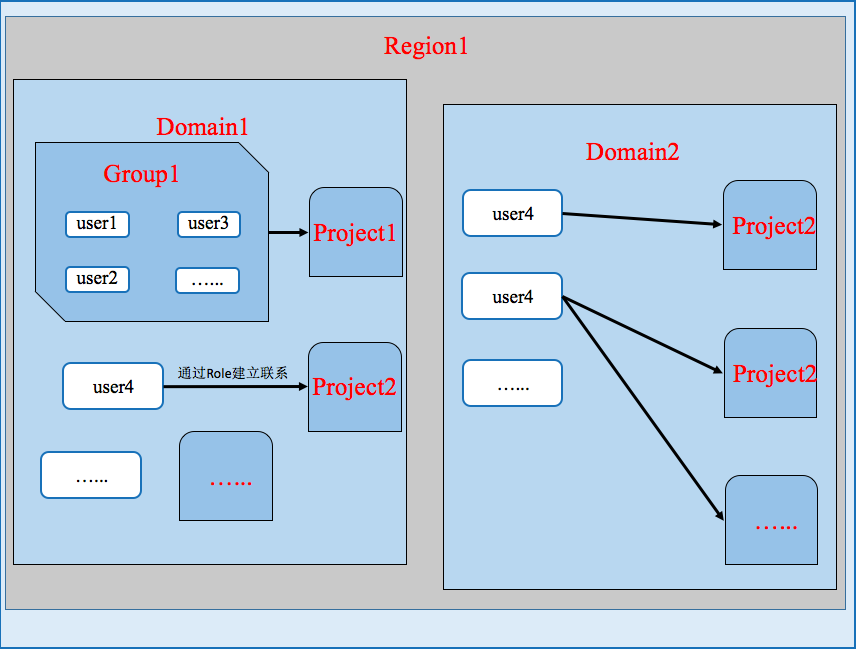 Region1
Domain1
Group1
user1
user3
user2
…...
Project1
user4
通过Role建立联系
Project2
…...
…...
Domain2
user4
Project2
user4
Project2
…...
…...